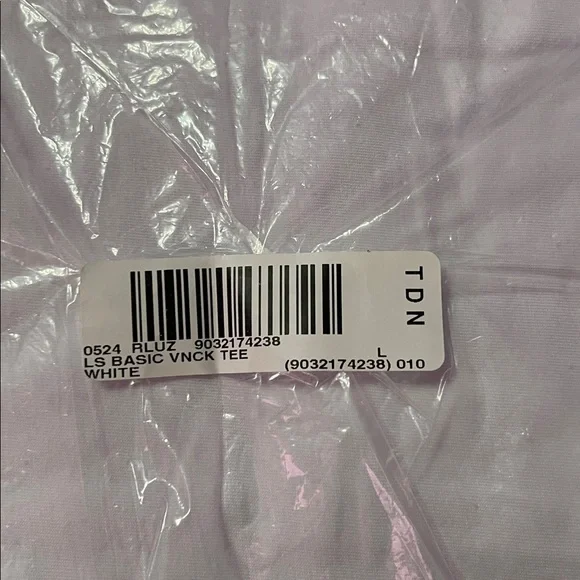 TDN
0524 RLUZ 9032174238
LS BASIC VNCK TEE L
WHITE (9032174238) 010